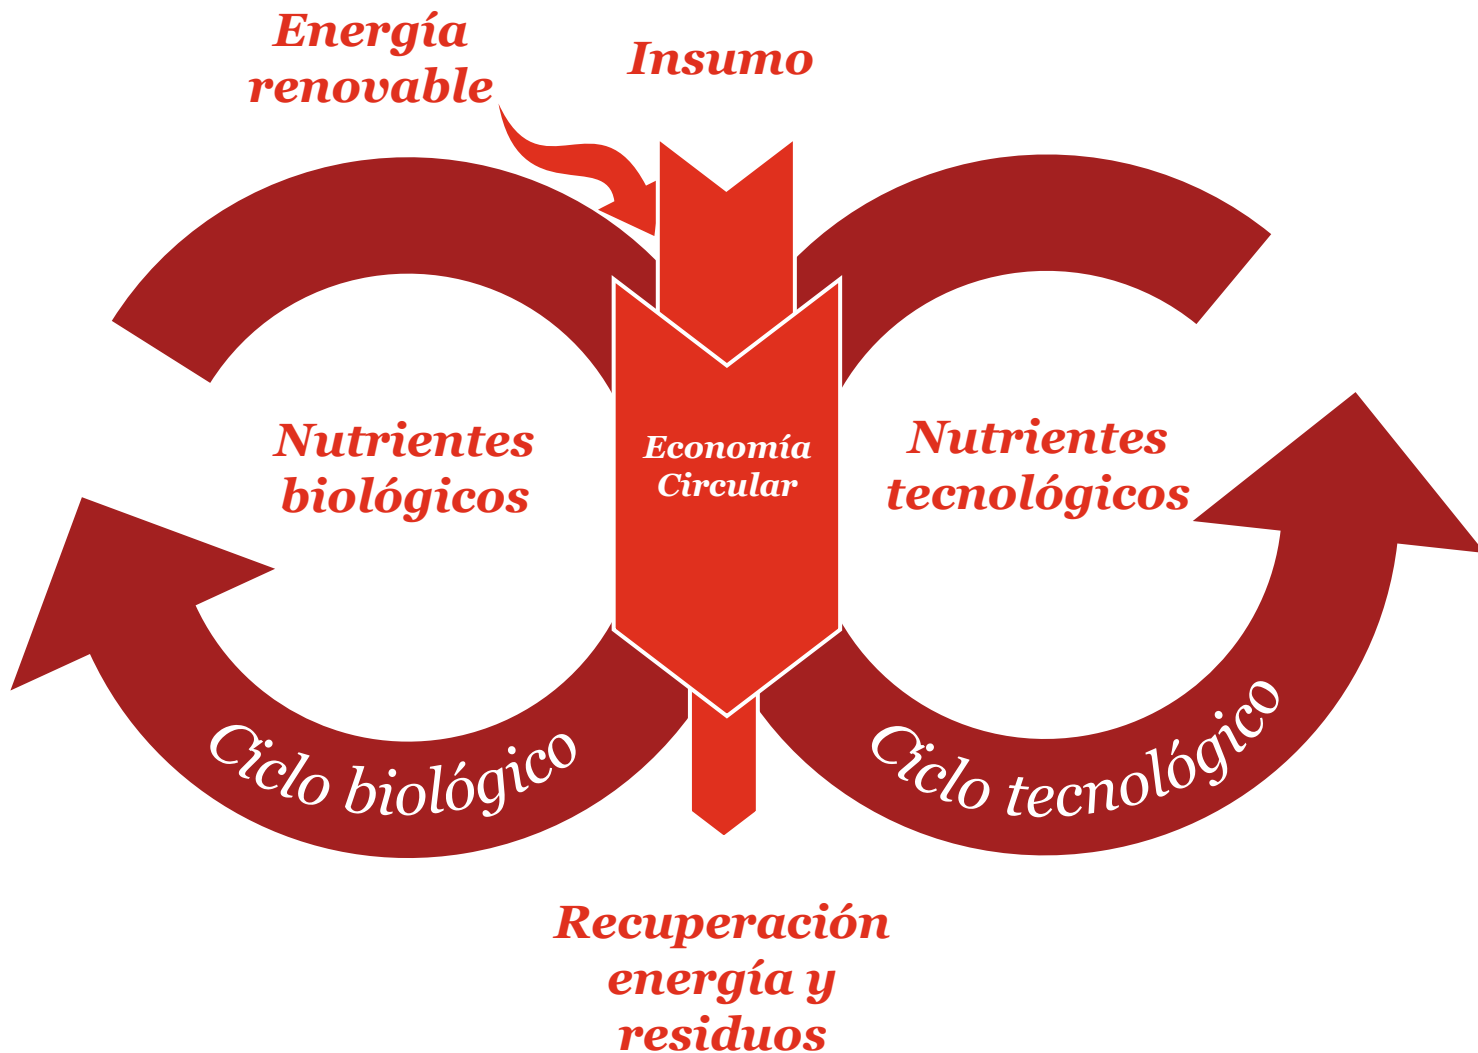 Energía
renovable
Insumo
Nutrientes
biológicos
Economía
Circular
Nutrientes
tecnológicos
Ciclo biológico
Ciclo tecnológico
Recuperación
energía y
residuos